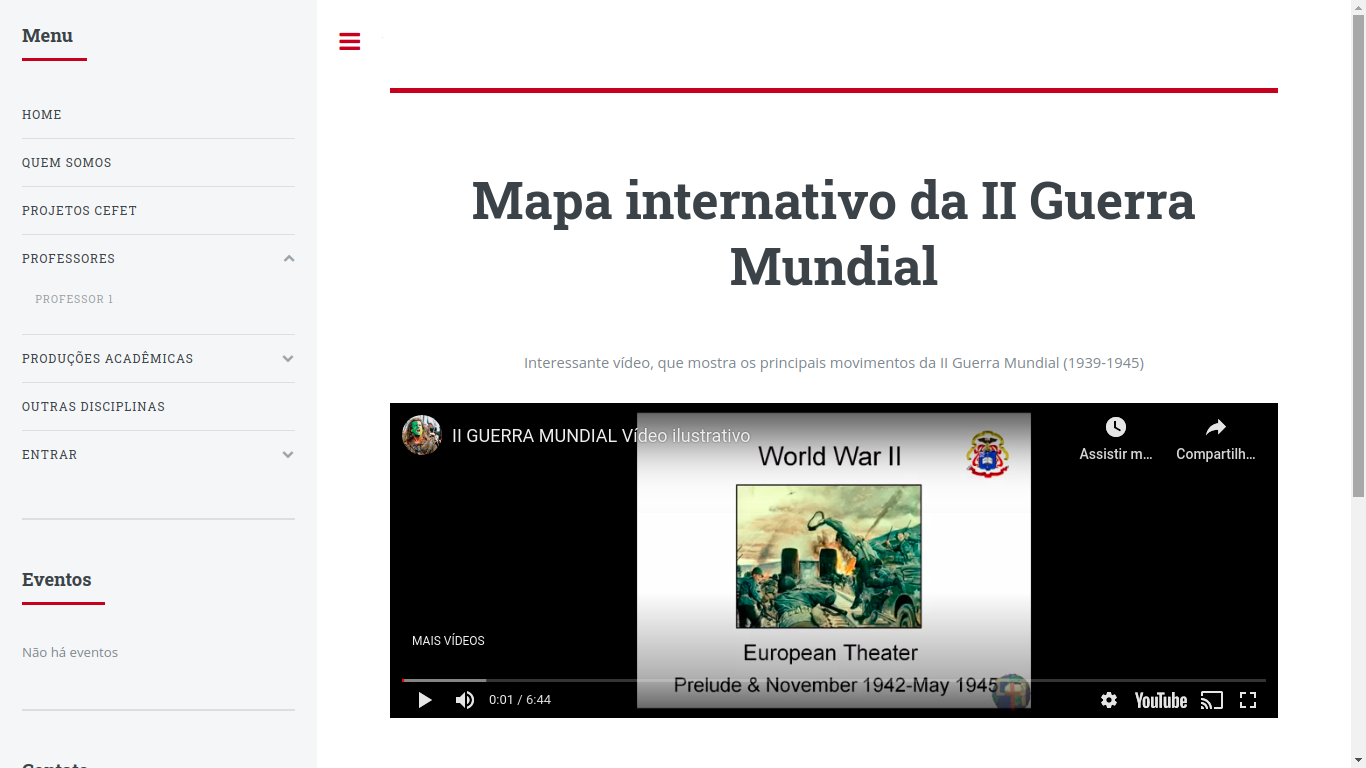 Menu
HOME
QUEM SOMOS
PROJETOS CEFET
PROFESSORES
PROFESSOR 1
PRODUÇÕES ACADÊMICAS
OUTRAS DISCIPLINAS
ENTRAR
Eventos
Não há eventos
Contato
Mapa internativo da II Guerra
Mundial
Interessante vídeo, que mostra os principais movimentos da II Guerra Mundial (1939-1945)
II GUERRA MUNDIAL Vídeo ilustrativo
Assistir m...
Compartilh...
World War II
European Theater
Prelude & November 1942-May 1945
MAIS VÍDEOS
0:01 / 6:44
YouTube